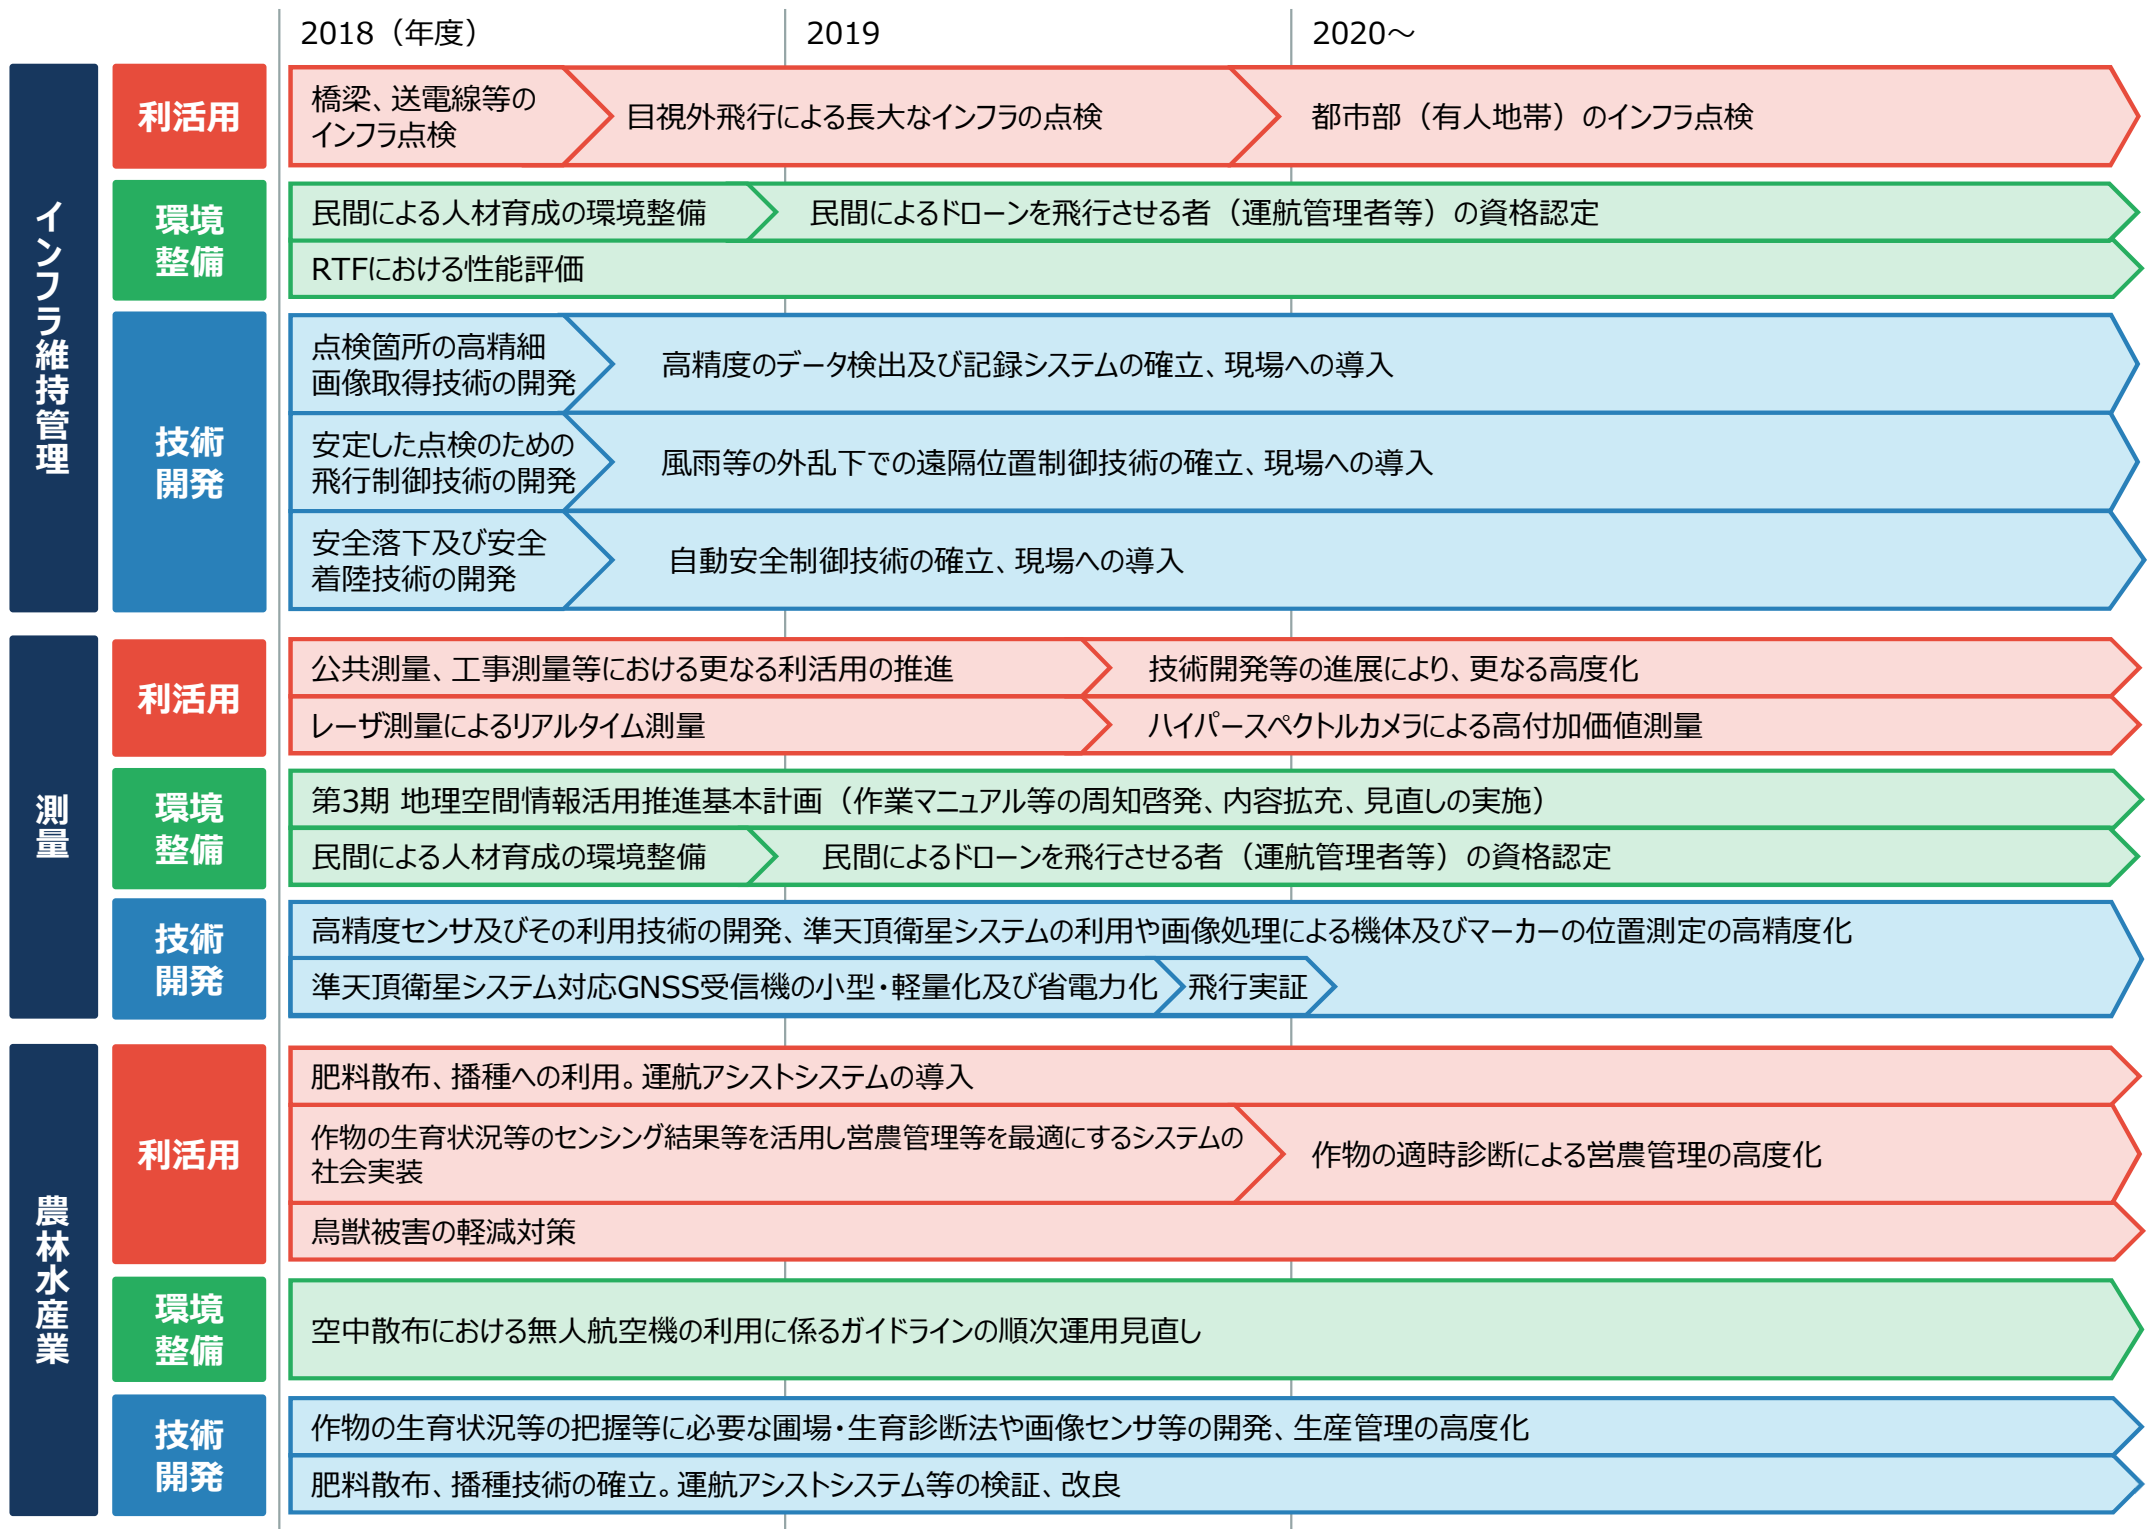 2018（年度）
2019
2020～
インフラ維持管理
利活用
橋梁、送電線等の
インフラ点検
目視外飛行による長大なインフラの点検
都市部（有人地帯）のインフラ点検
環境
整備
民間による人材育成の環境整備
民間によるドローンを飛行させる者（運航管理者等）の資格認定
RTFにおける性能評価
技術
開発
点検箇所の高精細
画像取得技術の開発
高精度のデータ検出及び記録システムの確立、現場への導入
安定した点検のための
飛行制御技術の開発
風雨等の外乱下での遠隔位置制御技術の確立、現場への導入
安全落下及び安全
着陸技術の開発
自動安全制御技術の確立、現場への導入
測量
利活用
公共測量、工事測量等における更なる利活用の推進
技術開発等の進展により、更なる高度化
レーザ測量によるリアルタイム測量
ハイパースペクトルカメラによる高付加価値測量
環境
整備
第3期 地理空間情報活用推進基本計画（作業マニュアル等の周知啓発、内容拡充、見直しの実施）
民間による人材育成の環境整備
民間によるドローンを飛行させる者（運航管理者等）の資格認定
技術
開発
高精度センサ及びその利用技術の開発、準天頂衛星システムの利用や画像処理による機体及びマーカーの位置測定の高精度化
準天頂衛星システム対応GNSS受信機の小型・軽量化及び省電力化
飛行実証
農林水産業
利活用
肥料散布、播種への利用。運航アシストシステムの導入
作物の生育状況等のセンシング結果等を活用し営農管理等を最適にするシステムの
社会実装
作物の適時診断による営農管理の高度化
鳥獣被害の軽減対策
環境
整備
空中散布における無人航空機の利用に係るガイドラインの順次運用見直し
技術
開発
作物の生育状況等の把握等に必要な圃場・生育診断法や画像センサ等の開発、生産管理の高度化
肥料散布、播種技術の確立。運航アシストシステム等の検証、改良